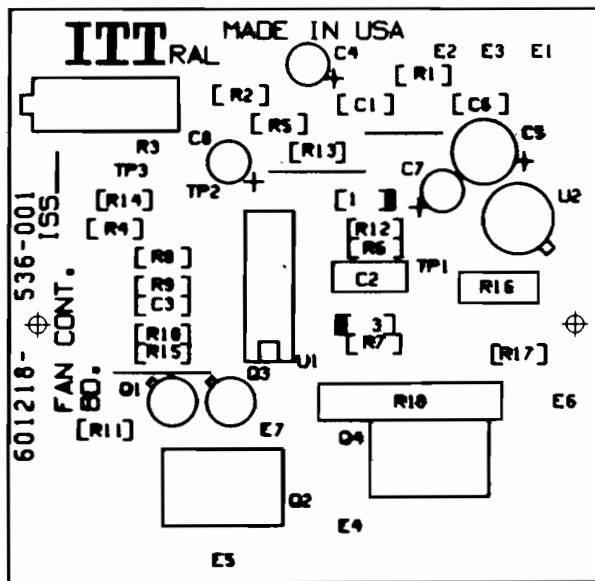 ITTRAL MADE IN USA
C4
E2 E3 E1
R1
R2
C1
C6
R5
C5
R3
C8
R13
TP3
C7
TP2
R14
1
U2
R4
R12
R6
R8
TP1
C2
R9
R16
C3
3
R10
R7
R15
R17
U1
Q3
Q1
R18
E6
R11
E7
Q4
Q2
E4
E5
601218- 536-001
ISS
FAN CONT.
BD.